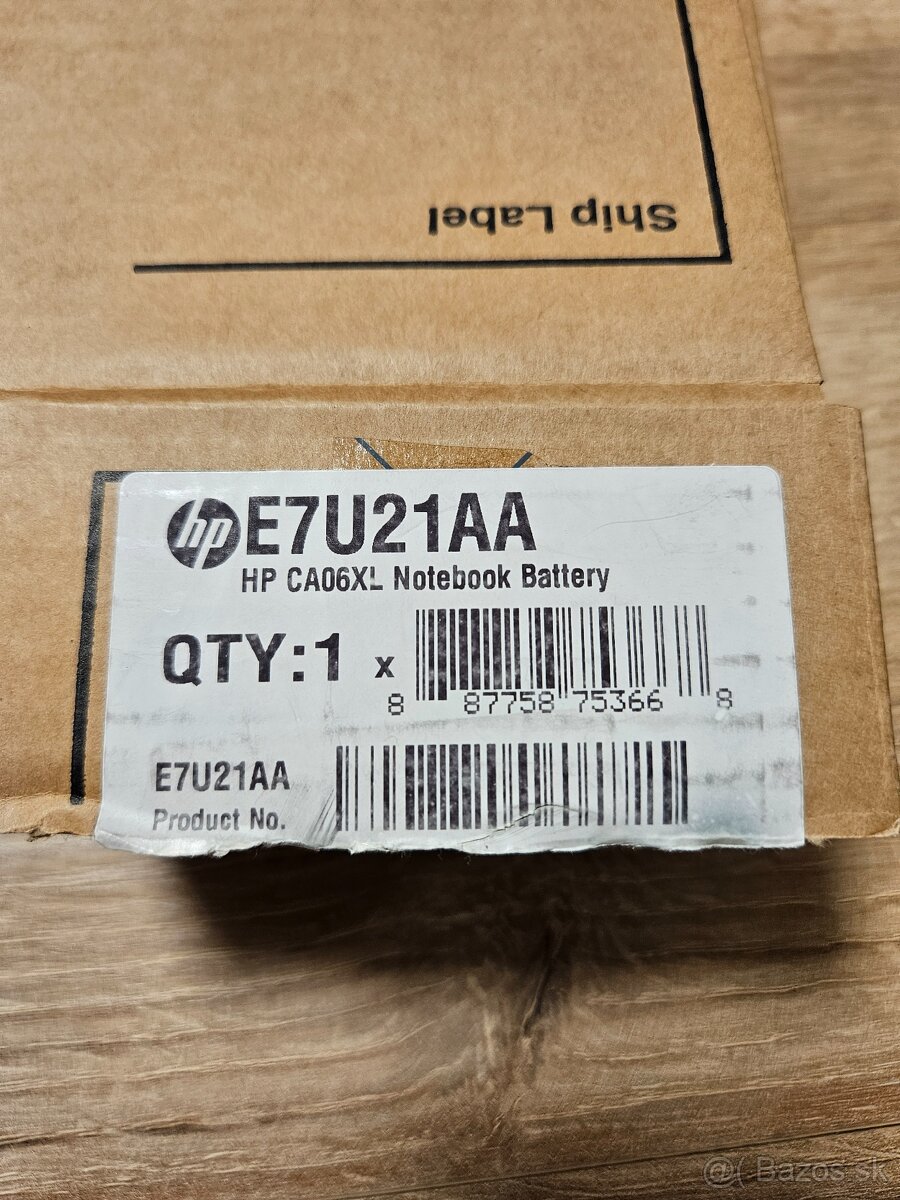 Ship Label
hp E7U21AA
HP CA06XL Notebook Battery
QTY:1 x
8 87758 75366 8
E7U21AA
Product No.
@( Bazos.sk